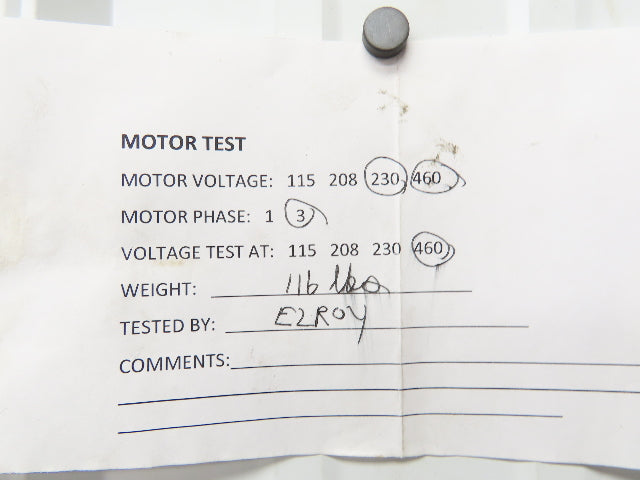 MOTOR TEST
MOTOR VOLTAGE: 115 208 230 460
MOTOR PHASE: 1 3
VOLTAGE TEST AT: 115 208 230 460
WEIGHT: 116 lbs
TESTED BY: ELROY
COMMENTS: